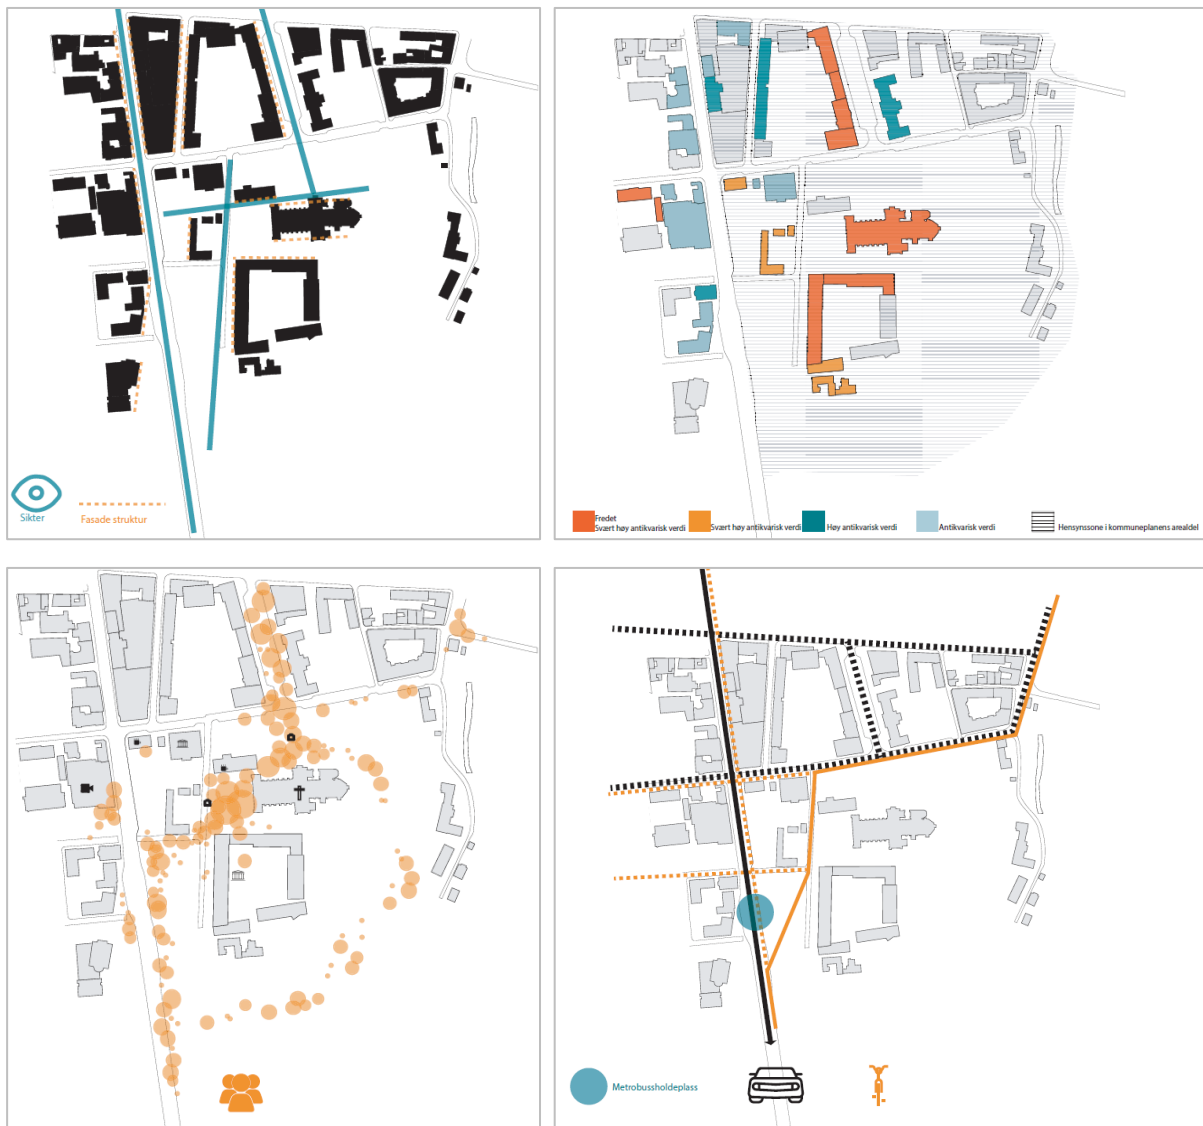 Sikter
Fasade struktur
Fredet
Svært høy antikvarisk verdi
Svært høy antikvarisk verdi
Høy antikvarisk verdi
Antikvarisk verdi
Hensynssone i kommuneplanens arealdel
Metrobussholdeplass